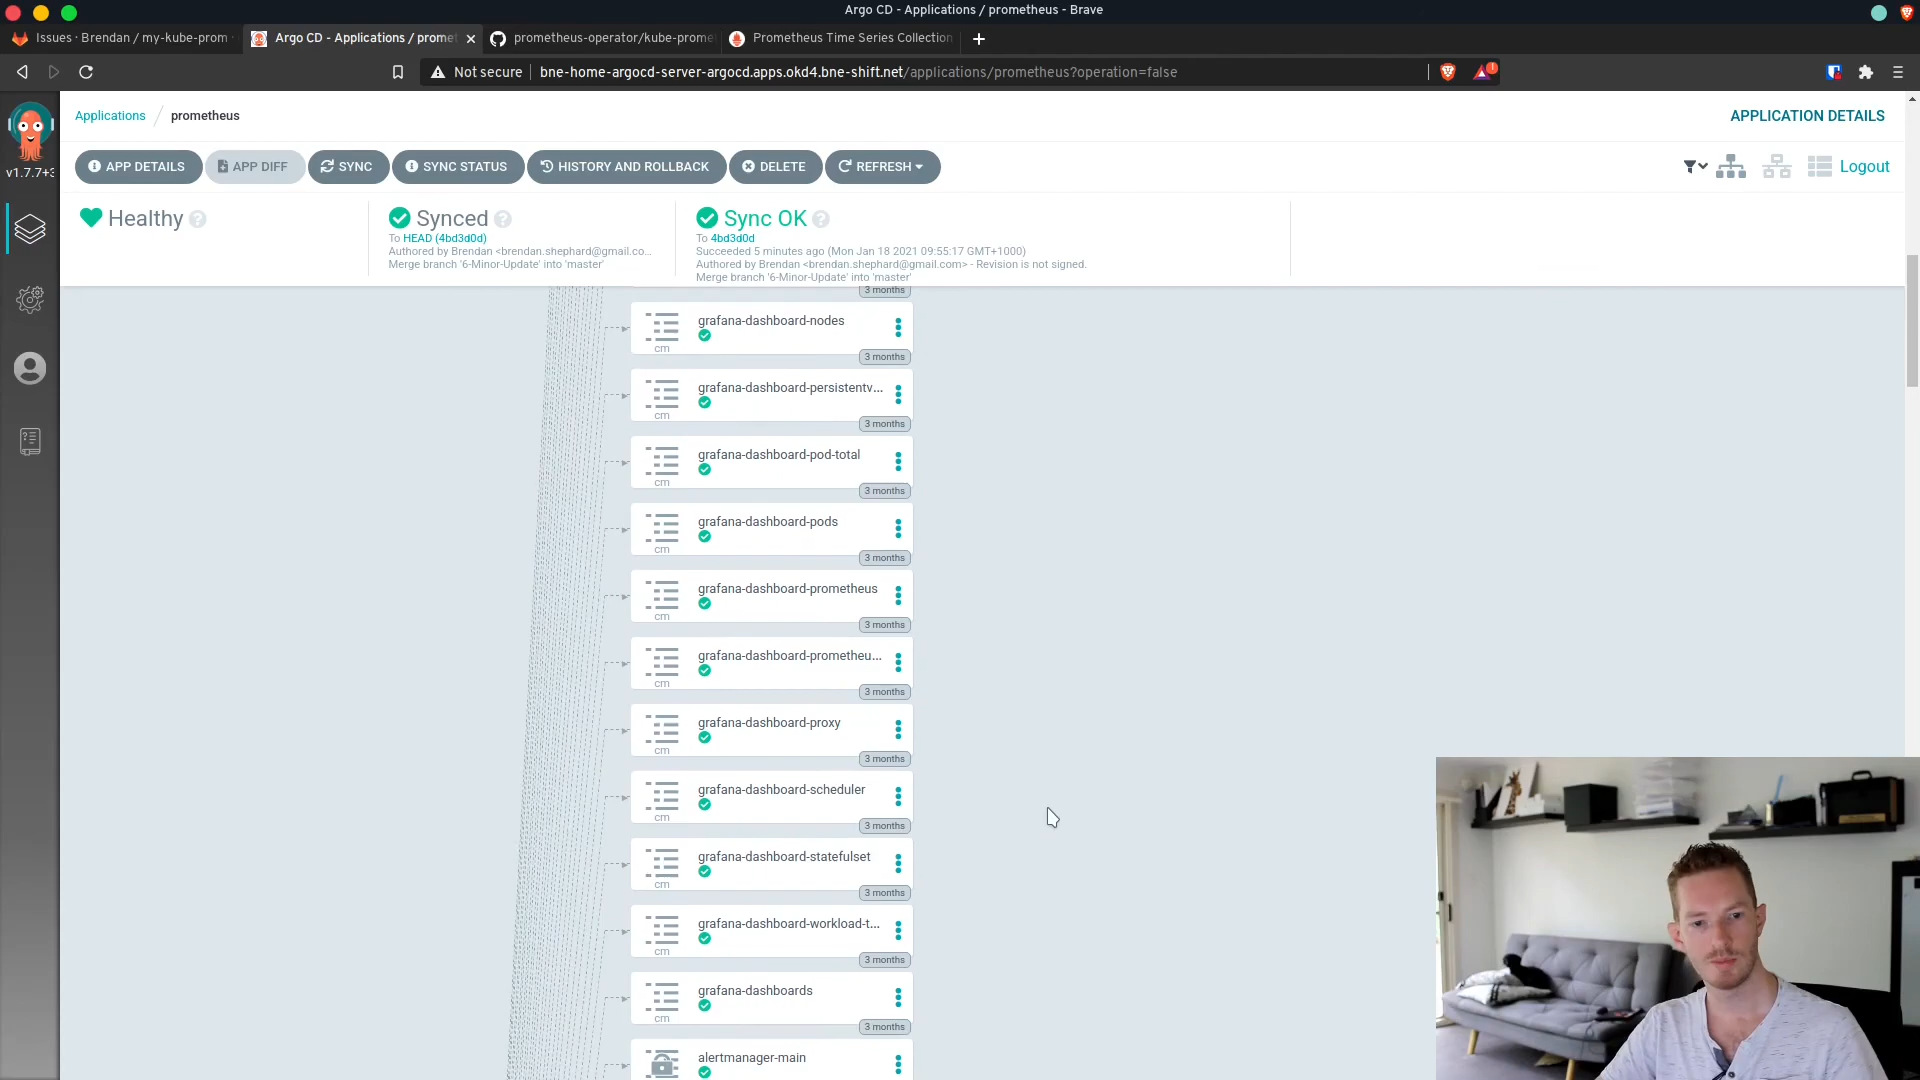 Argo CD - Applications / prometheus - Brave
Issues · Brendan / my-kube-prom
Argo CD - Applications / promet
prometheus-operator/kube-prome
Prometheus Time Series Collection
Not secure
bne-home-argocd-server-argocd.apps.okd4.bne-shift.net/applications/prometheus?operation=false
v1.7.7+3
Applications / prometheus
APPLICATION DETAILS
APP DETAILS
APP DIFF
SYNC
SYNC STATUS
HISTORY AND ROLLBACK
DELETE
REFRESH
Logout
Healthy
Synced
To HEAD (4bd3d0d)
Authored by Brendan <brendan.shephard@gmail.co...
Merge branch '6-Minor-Update' into 'master'
Sync OK
To 4bd3d0d
Succeeded 5 minutes ago (Mon Jan 18 2021 09:55:17 GMT+1000)
Authored by Brendan <brendan.shephard@gmail.com> - Revision is not signed.
Merge branch '6-Minor-Update' into 'master'
3 months
grafana-dashboard-nodes
cm
3 months
grafana-dashboard-persistentv...
cm
3 months
grafana-dashboard-pod-total
cm
3 months
grafana-dashboard-pods
cm
3 months
grafana-dashboard-prometheus
cm
3 months
grafana-dashboard-prometheu...
cm
3 months
grafana-dashboard-proxy
cm
3 months
grafana-dashboard-scheduler
cm
3 months
grafana-dashboard-statefulset
cm
3 months
grafana-dashboard-workload-t...
cm
3 months
grafana-dashboards
cm
3 months
alertmanager-main